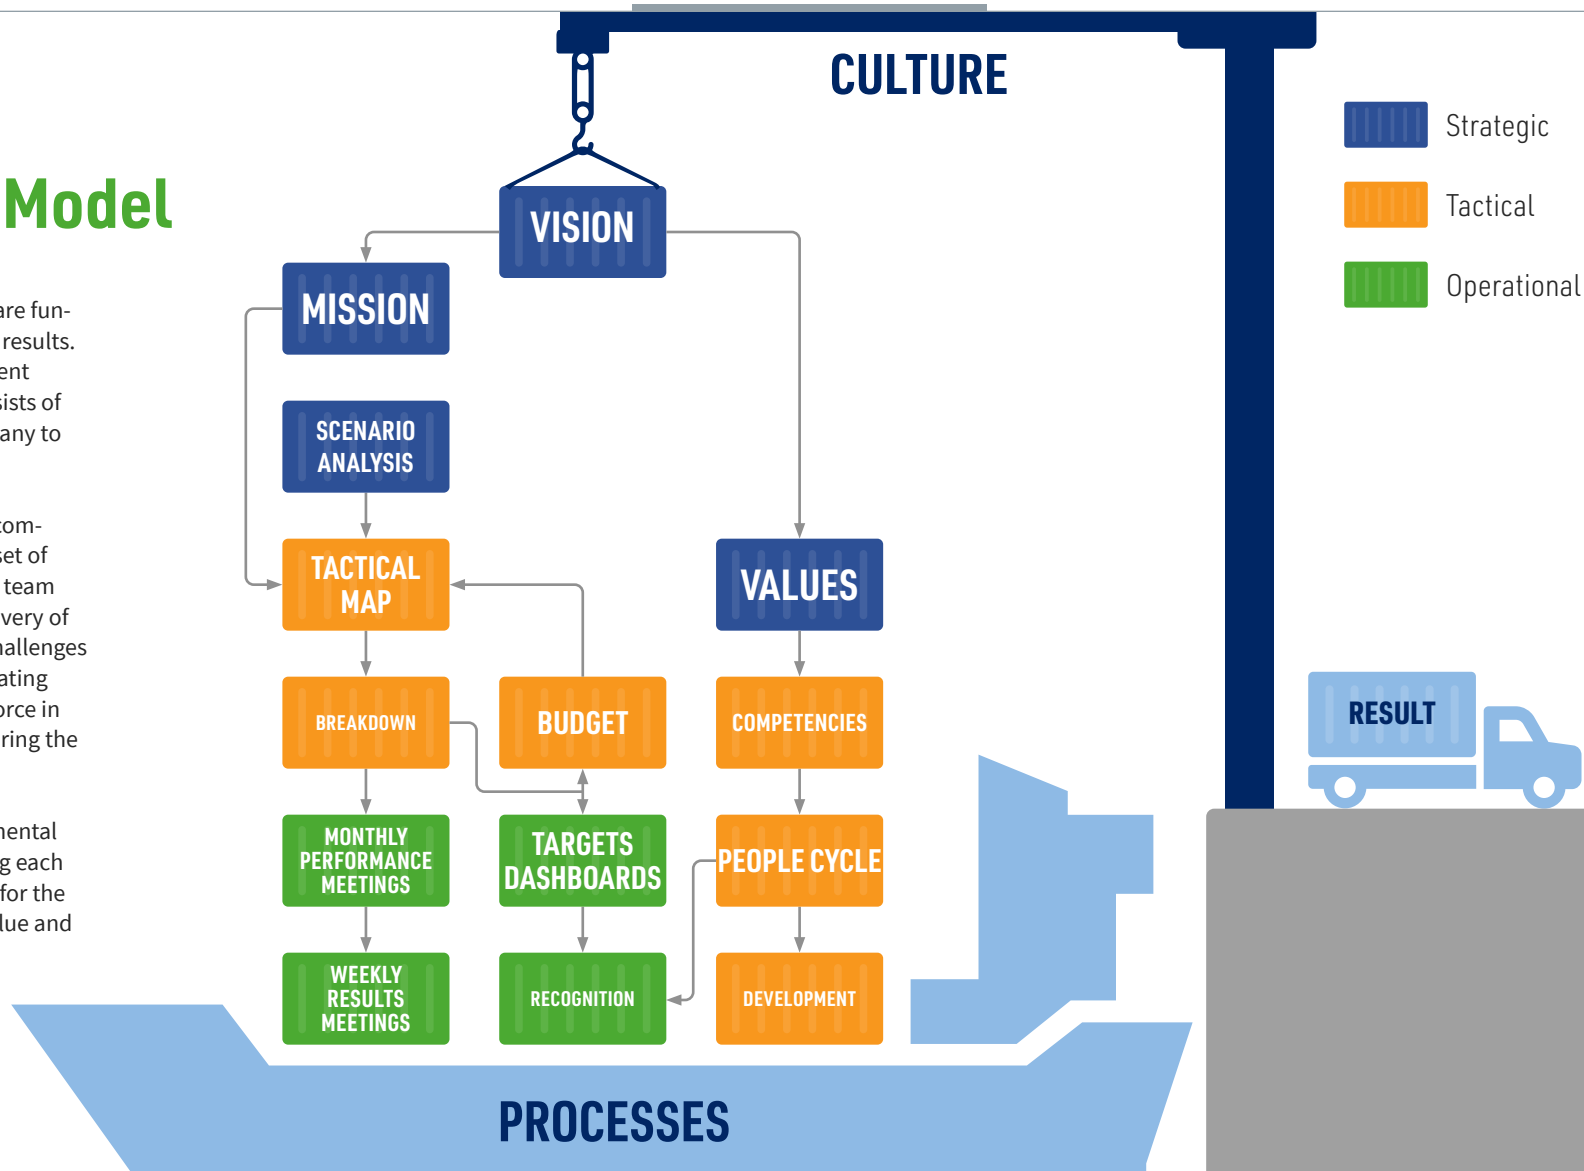 Model
are fun-
results.
ent
sists of
any to
com-
set of
team
very of
hallenges
ating
orce in
ring the
mental
g each
for the
lue and
CULTURE
Strategic
Tactical
Operational
VISION
MISSION
SCENARIO
ANALYSIS
TACTICAL
MAP
VALUES
BREAKDOWN
BUDGET
COMPETENCIES
RESULT
MONTHLY
PERFORMANCE
MEETINGS
TARGETS
DASHBOARDS
PEOPLE CYCLE
WEEKLY
RESULTS
MEETINGS
RECOGNITION
DEVELOPMENT
PROCESSES